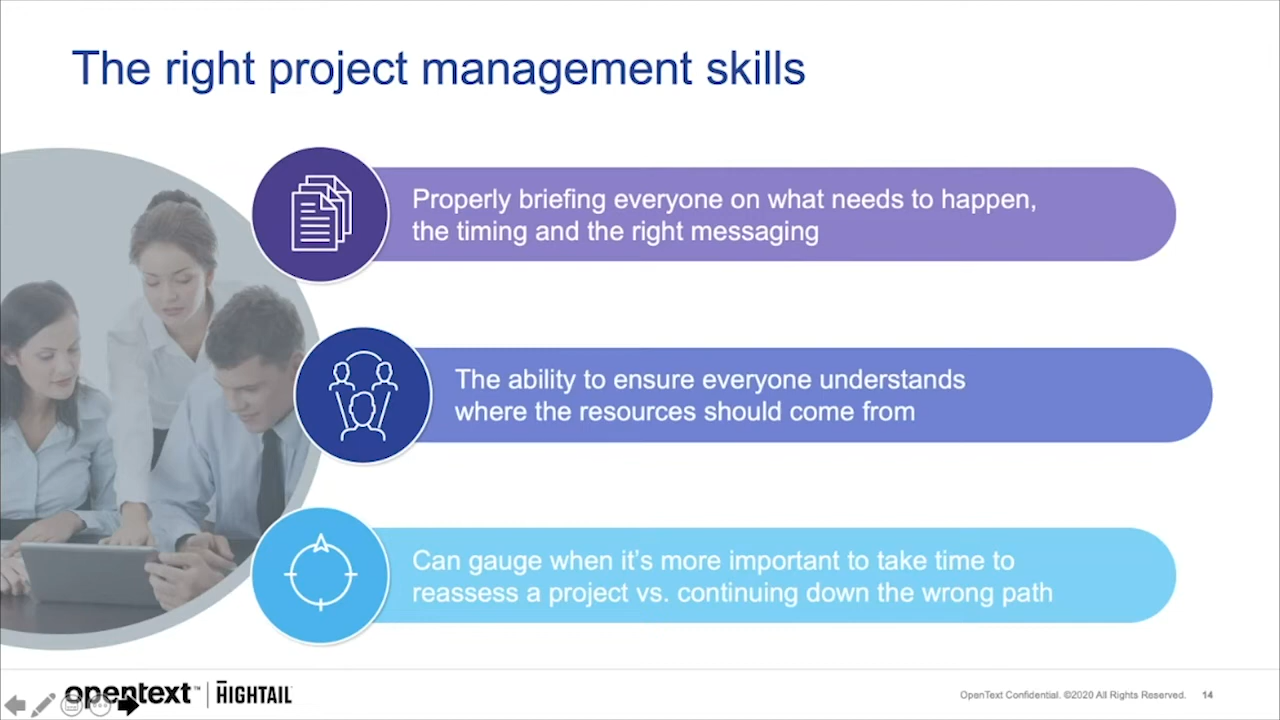 The right project management skills
Properly briefing everyone on what needs to happen,
the timing and the right messaging
The ability to ensure everyone understands
where the resources should come from
Can gauge when it's more important to take time to
reassess a project vs. continuing down the wrong path
opentext™ | HIGHTAIL
OpenText Confidential. ©2020 All Rights Reserved. 14